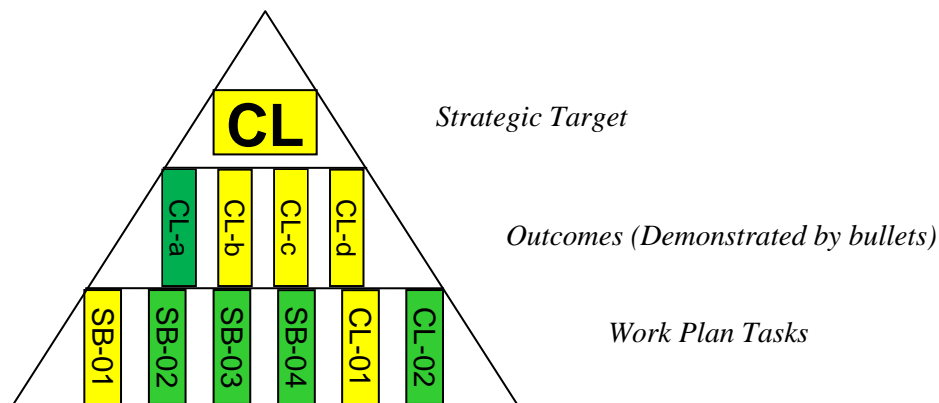 CL
Strategic Target
CL-a
CL-b
CL-c
CL-d
Outcomes (Demonstrated by bullets)
SB-01
SB-02
SB-03
SB-04
CL-01
CL-02
Work Plan Tasks